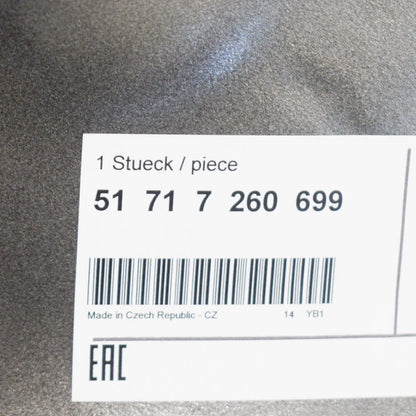 1 Stueck / piece
51 71 7 260 699
Made in Czech Republic - CZ 14 YB1
EAC